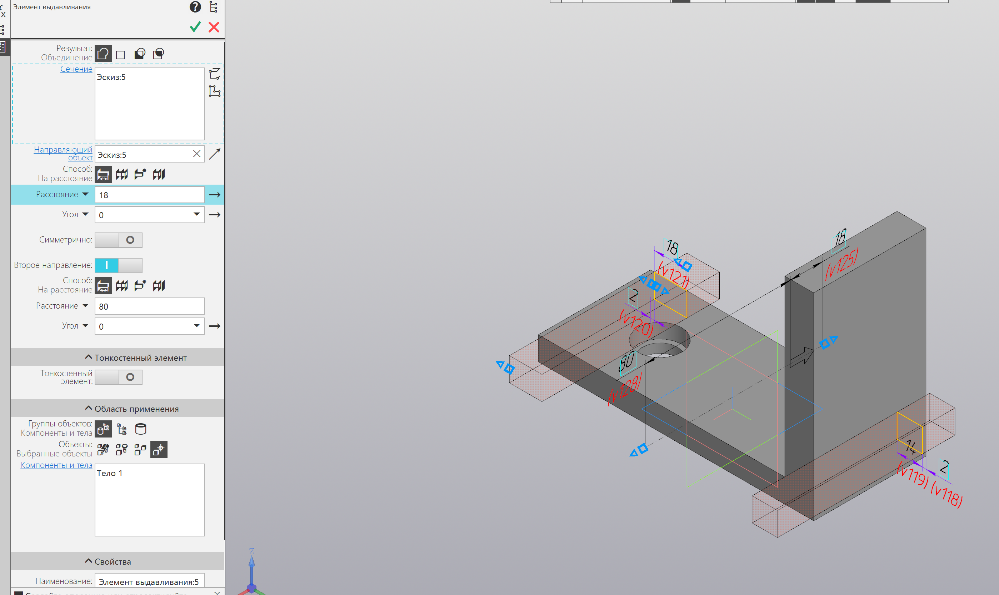 Элемент выдавливания
Результат:
Объединение
Сечение
Эскиз:5
Направляющий
объект
Эскиз:5
Способ:
На расстояние
Расстояние
18
Угол
0
Симметрично:
Второе направление:
Способ:
На расстояние
Расстояние
80
Угол
0
Тонкостенный элемент
Тонкостенный
элемент:
Область применения
Группы объектов:
Компоненты и тела
Объекты:
Выбранные объекты
Компоненты и тела
Тело 1
Свойства
Наименование:
Элемент выдавливания:5
18
(v121)
2
(v120)
18
(v125)
80
(v128)
14
(v119)
2
(v118)
Z